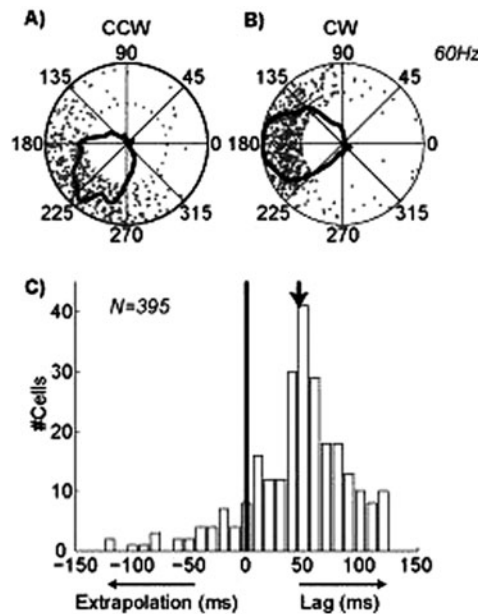 A) CCW B) CW 60Hz
90 90
135 45 135 45
180 0 180 0
225 315 225 315
270 270
C)
N=395
#Cells
40
30
20
10
0
−150 −100 −50 0 50 100 150
Extrapolation (ms) Lag (ms)